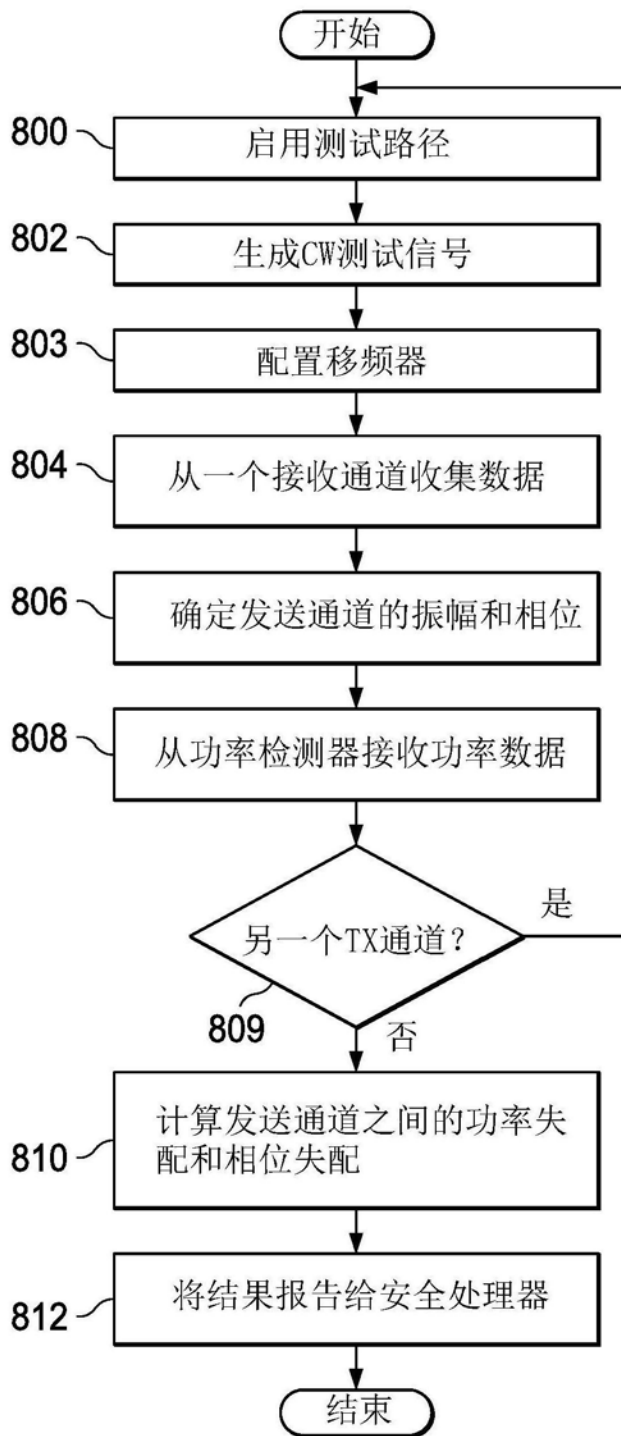 开始
800
启用测试路径
802
生成CW测试信号
803
配置移频器
804
从一个接收通道收集数据
806
确定发送通道的振幅和相位
808
从功率检测器接收功率数据
另一个TX通道?
是
809
否
810
计算发送通道之间的功率失
配和相位失配
812
将结果报告给安全处理器
结束